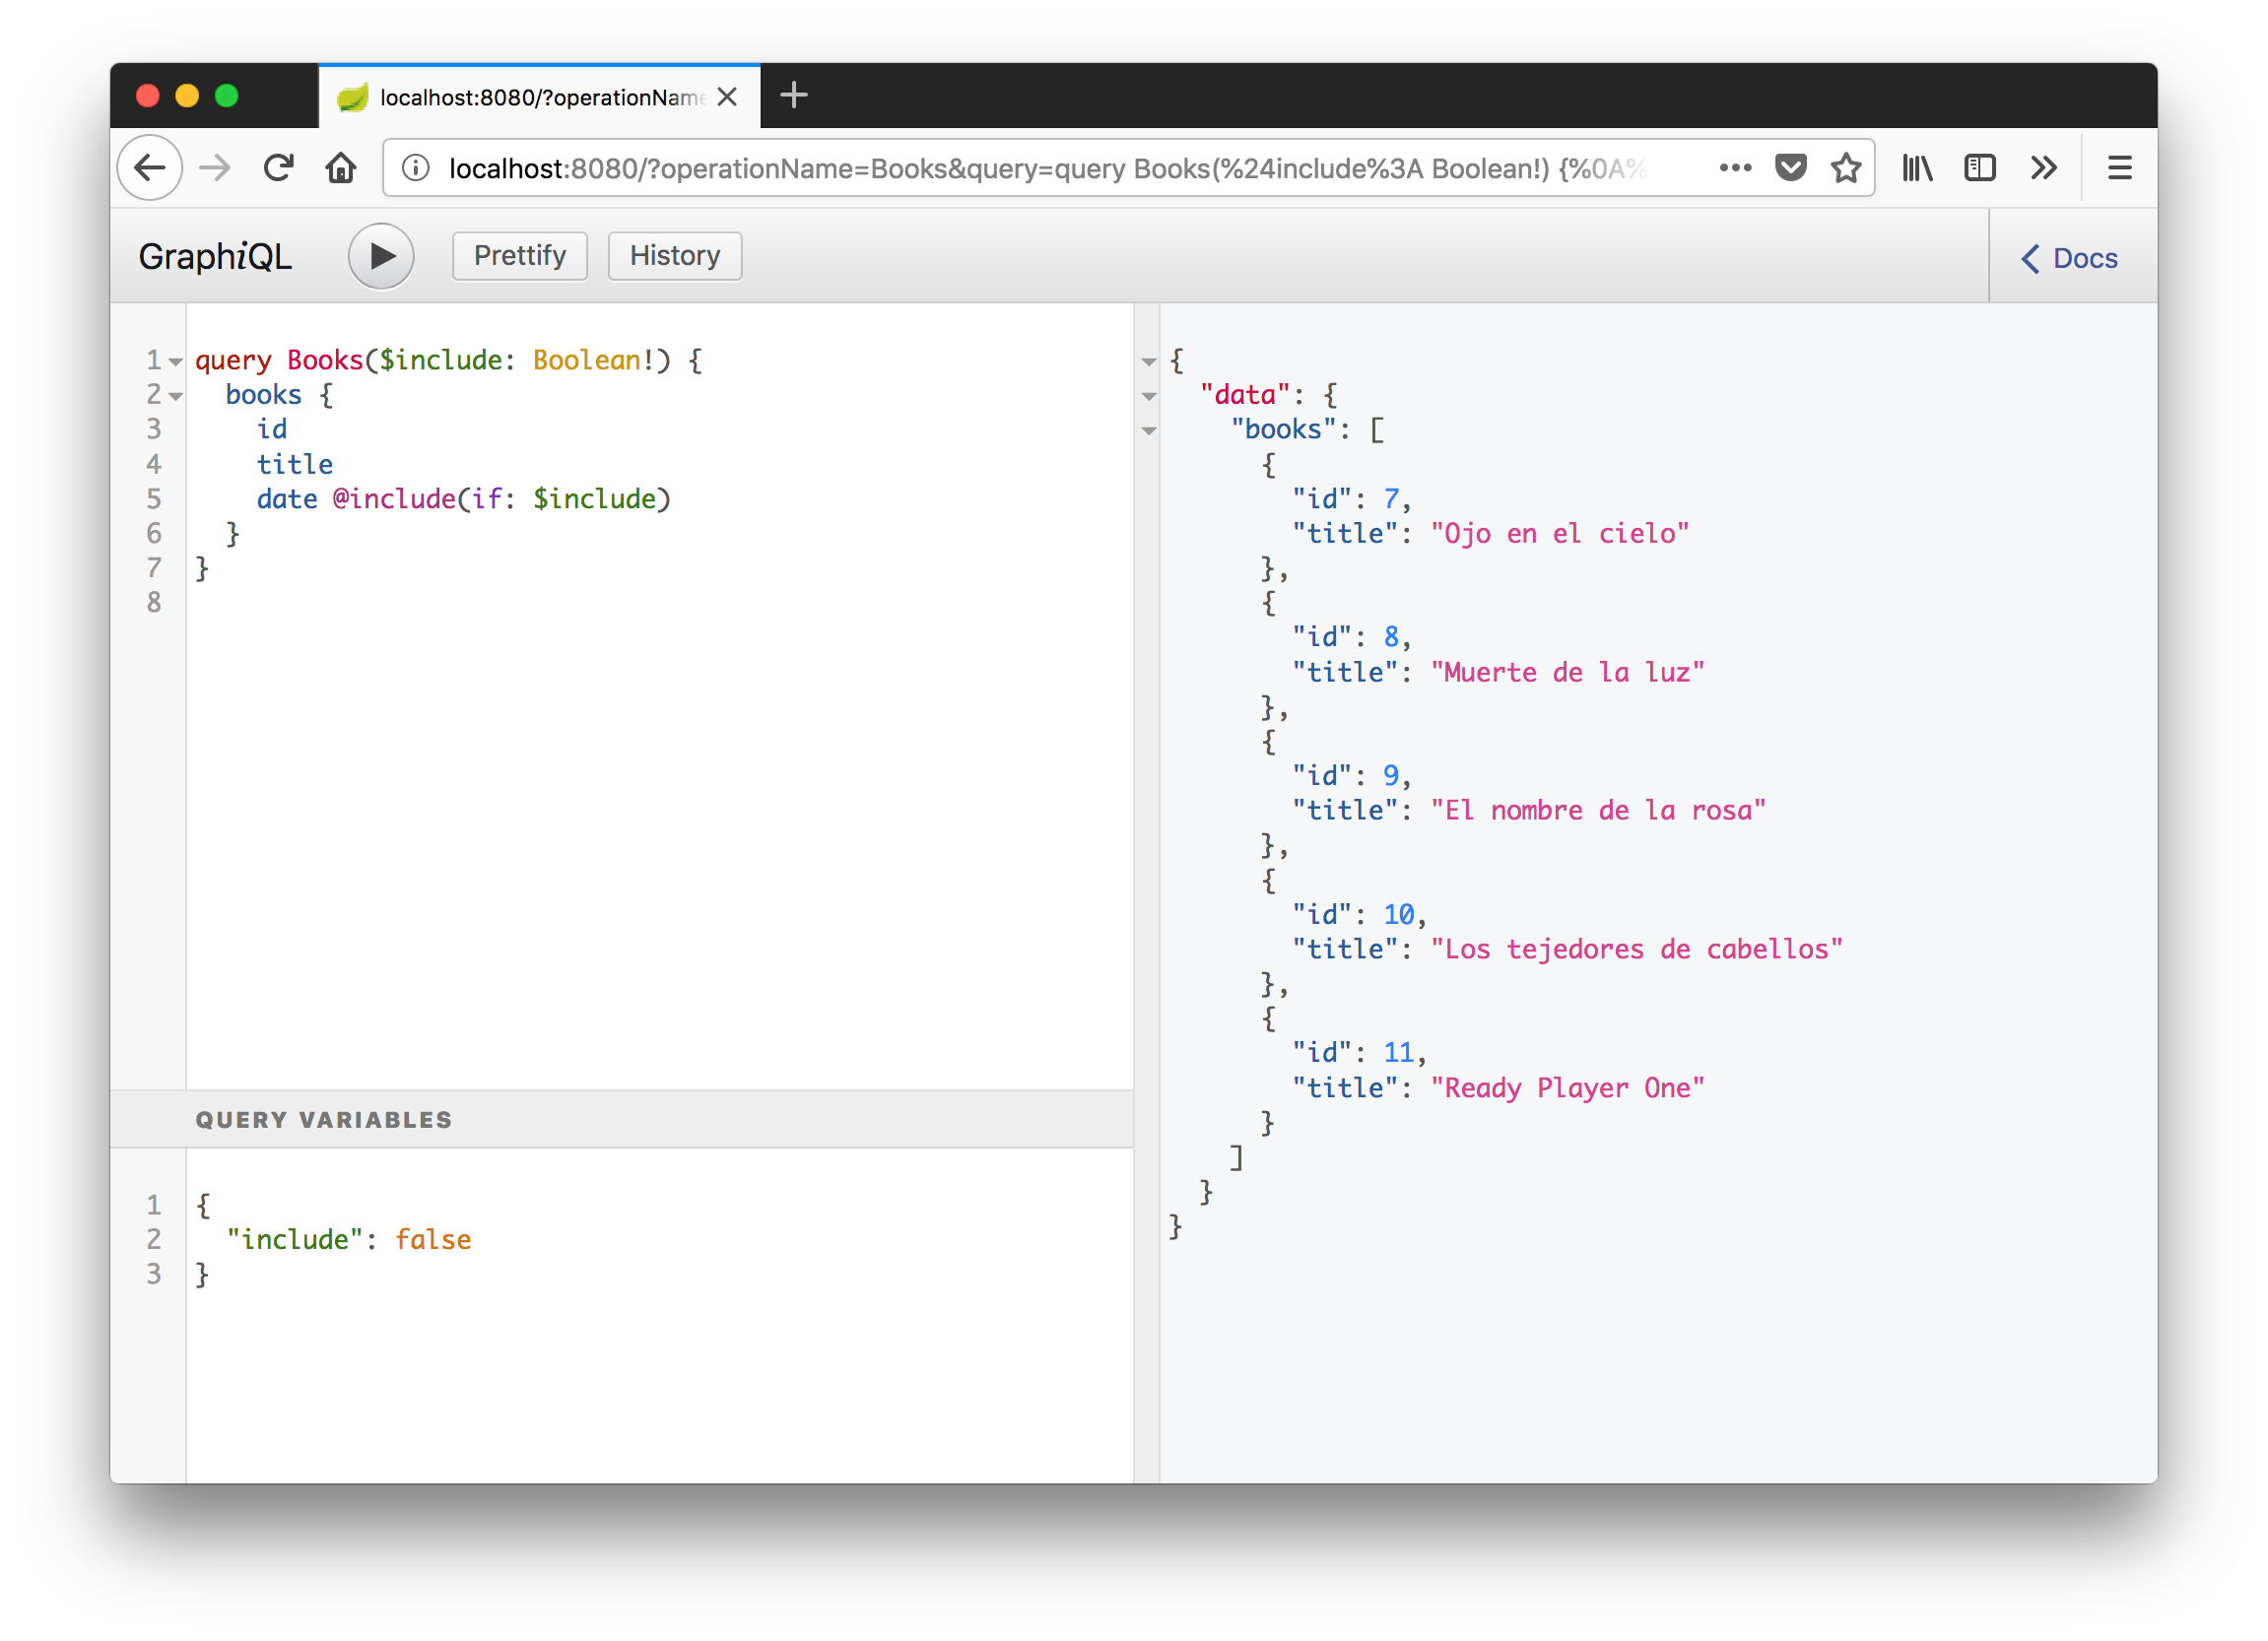 localhost:8080/?operationName
localhost:8080/?operationName=Books&query=query Books(%24include%3A Boolean!) {%0A%
GraphiQL
Prettify
History
Docs
1 query Books($include: Boolean!) {
2   books {
3     id
4     title
5     date @include(if: $include)
6   }
7 }
8
QUERY VARIABLES
1 {
2   "include": false
3 }
{
  "data": {
    "books": [
      {
        "id": 7,
        "title": "Ojo en el cielo"
      },
      {
        "id": 8,
        "title": "Muerte de la luz"
      },
      {
        "id": 9,
        "title": "El nombre de la rosa"
      },
      {
        "id": 10,
        "title": "Los tejedores de cabellos"
      },
      {
        "id": 11,
        "title": "Ready Player One"
      }
    ]
  }
}